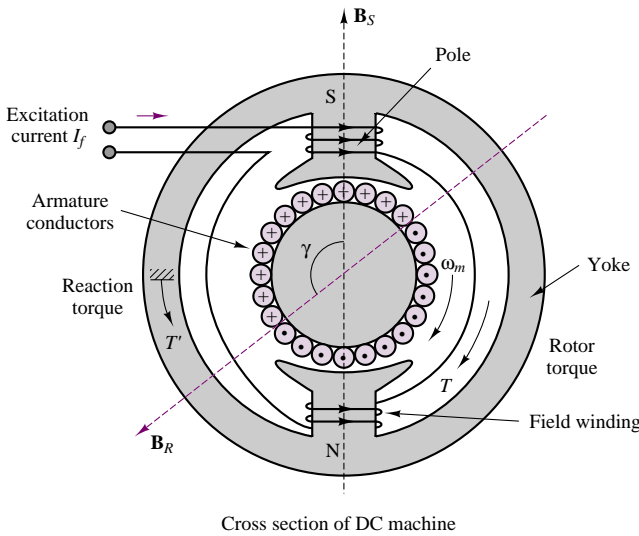 B_S
Pole
S
Excitation
current I_f
Armature
conductors
γ
ω_m
Yoke
Reaction
torque
T'
T
Rotor
torque
B_R
N
Field winding
Cross section of DC machine